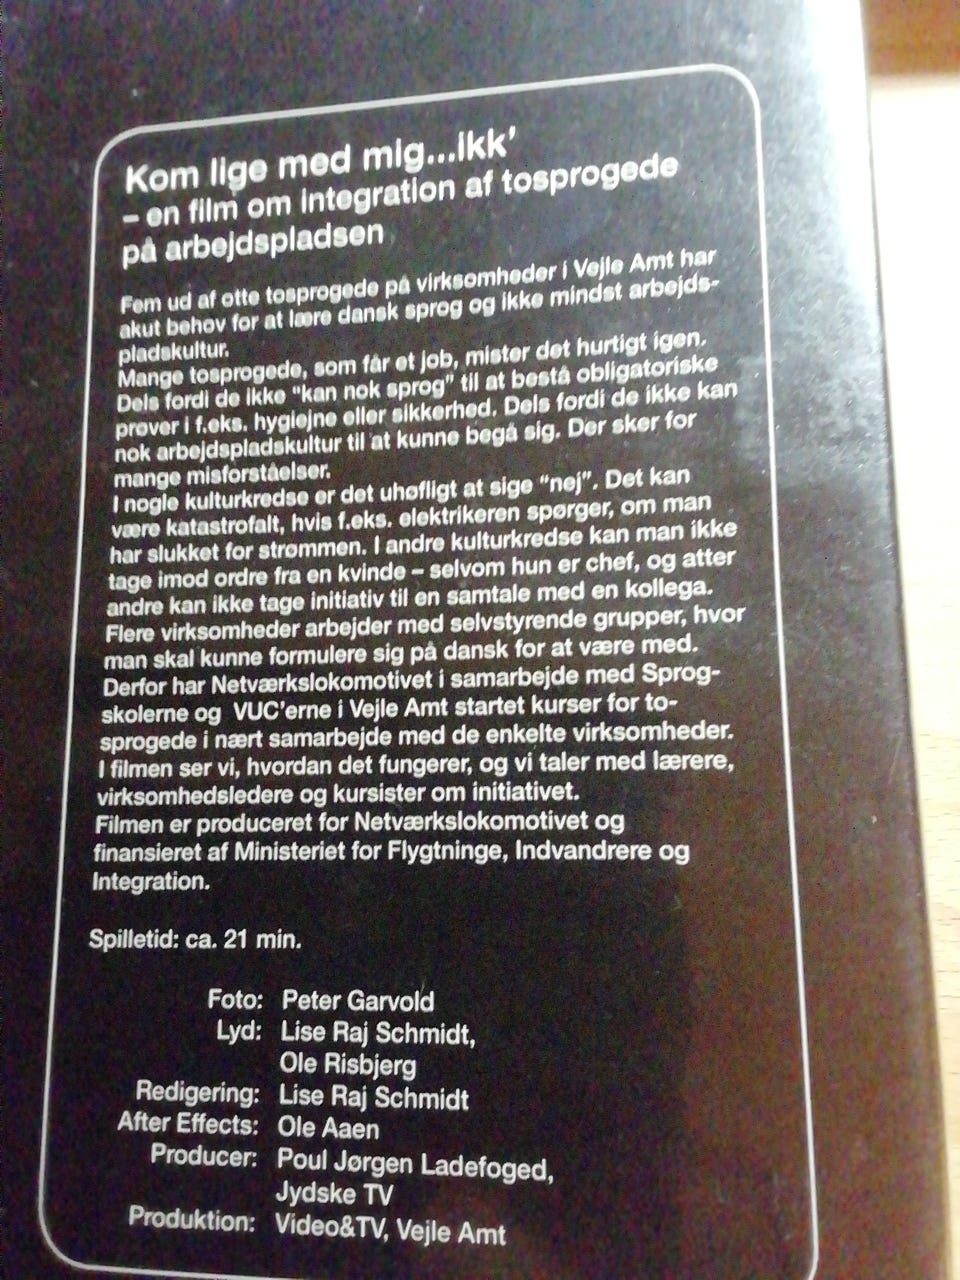 Kom lige med mig...ikk'
– en film om integration af tosprogede
på arbejdspladsen
Fem ud af otte tosprogede på virksomheder i Vejle Amt har
akut behov for at lære dansk sprog og ikke mindst arbejds-
pladskultur.
Mange tosprogede, som får et job, mister det hurtigt igen.
Dels fordi de ikke "kan nok sprog" til at bestå obligatoriske
prøver i f.eks. hygiejne eller sikkerhed. Dels fordi de ikke kan
nok arbejdspladskultur til at kunne begå sig. Der sker for
mange misforståelser.
I nogle kulturkredse er det uhøfligt at sige "nej". Det kan
være katastrofalt, hvis f.eks. elektrikeren spørger, om man
har slukket for strømmen. I andre kulturkredse kan man ikke
tage imod ordre fra en kvinde – selvom hun er chef, og atter
andre kan ikke tage initiativ til en samtale med en kollega.
Flere virksomheder arbejder med selvstyrende grupper, hvor
man skal kunne formulere sig på dansk for at være med.
Derfor har Netværkslokomotivet i samarbejde med Sprog-
skolerne og VUC'erne i Vejle Amt startet kurser for to-
sprogede i nært samarbejde med de enkelte virksomheder.
I filmen ser vi, hvordan det fungerer, og vi taler med lærere,
virksomhedsledere og kursister om initiativet.
Filmen er produceret for Netværkslokomotivet og
finansieret af Ministeriet for Flygtninge, Indvandrere og
Integration.
Spilletid: ca. 21 min.
Foto: Peter Garvold
Lyd: Lise Raj Schmidt,
Ole Risbjerg
Redigering: Lise Raj Schmidt
After Effects: Ole Aaen
Producer: Poul Jørgen Ladefoged,
Jydske TV
Produktion: Video&TV, Vejle Amt